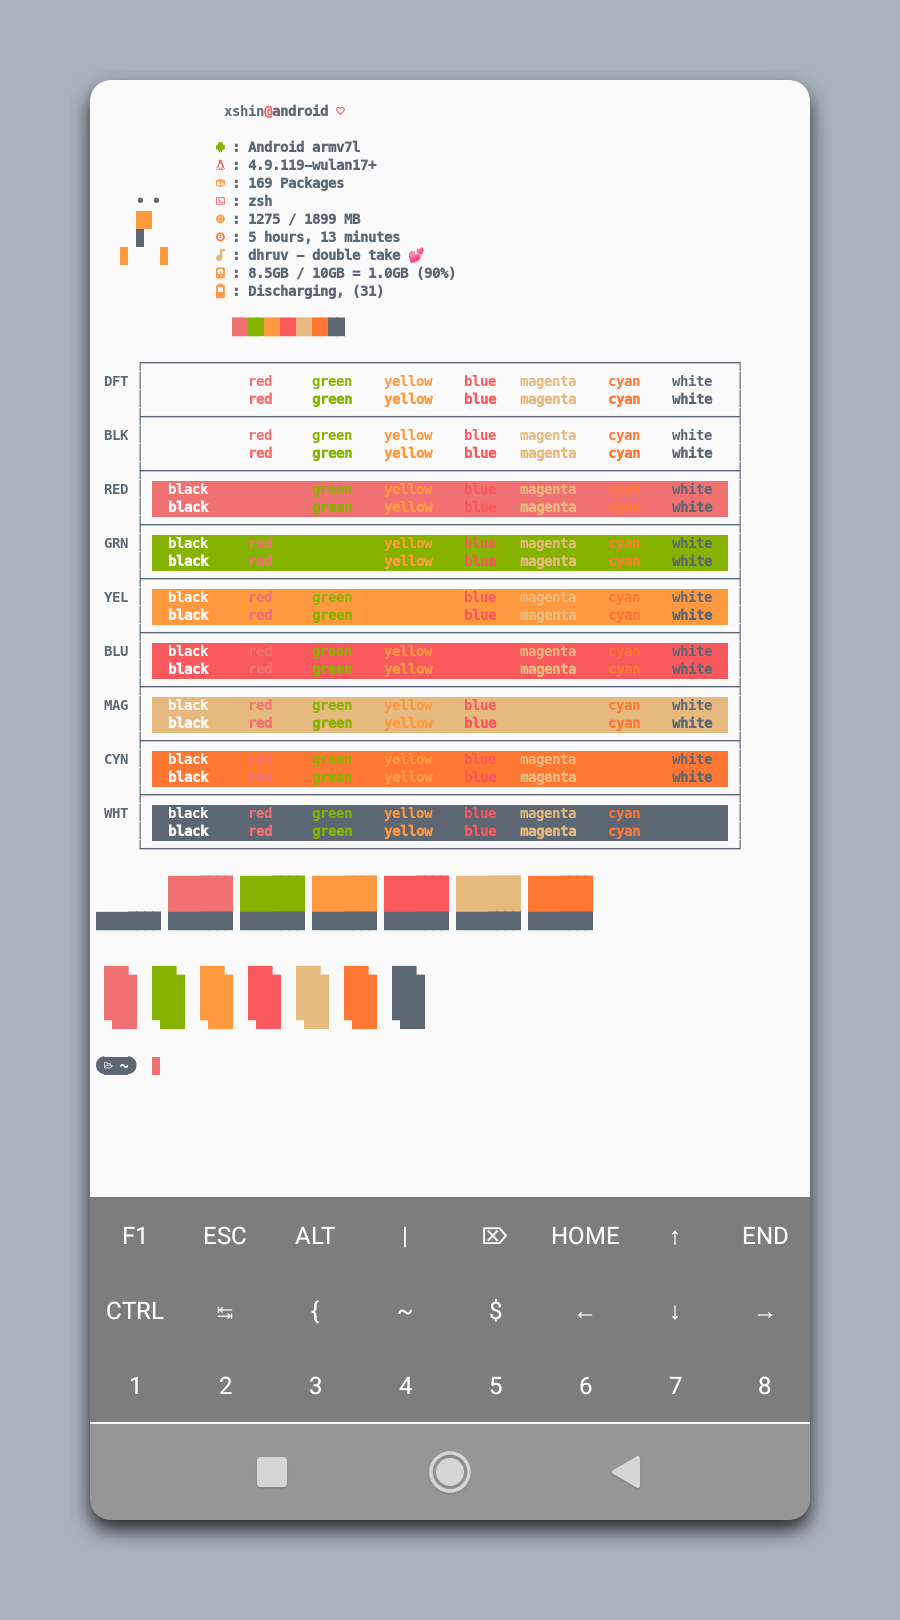 xshin@android ♡
: Android armv7l
: 4.9.119-wulan17+
: 169 Packages
: zsh
: 1275 / 1899 MB
: 5 hours, 13 minutes
: dhruv - double take 💕
: 8.5GB / 10GB = 1.0GB (90%)
: Discharging, (31)
DFT red green yellow blue magenta cyan white
red green yellow blue magenta cyan white
BLK red green yellow blue magenta cyan white
red green yellow blue magenta cyan white
RED black green yellow blue magenta cyan white
black green yellow blue magenta cyan white
GRN black red yellow blue magenta cyan white
black red yellow blue magenta cyan white
YEL black red green blue magenta cyan white
black red green blue magenta cyan white
BLU black red green yellow magenta cyan white
black red green yellow magenta cyan white
MAG black red green yellow blue cyan white
black red green yellow blue cyan white
CYN black red green yellow blue magenta white
black red green yellow blue magenta white
WHT black red green yellow blue magenta cyan
black red green yellow blue magenta cyan
~
F1 ESC ALT | ⌦ HOME ↑ END
CTRL ↹ { ~ $ ← ↓ →
1 2 3 4 5 6 7 8